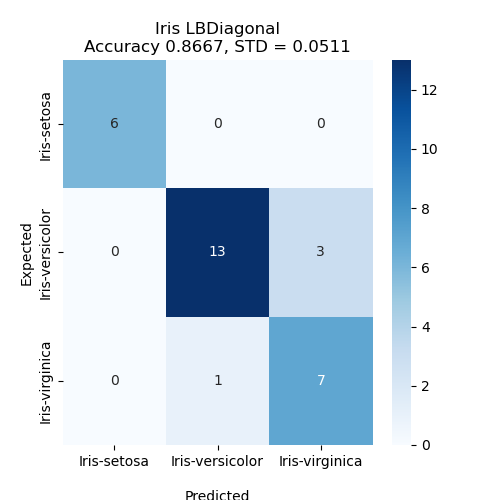 Iris LBDiagonal
Accuracy 0.8667, STD = 0.0511
Expected
Iris-setosa
Iris-versicolor
Iris-virginica
6 0 0
0 13 3
0 1 7
Iris-setosa Iris-versicolor Iris-virginica
Predicted
12
10
8
6
4
2
0